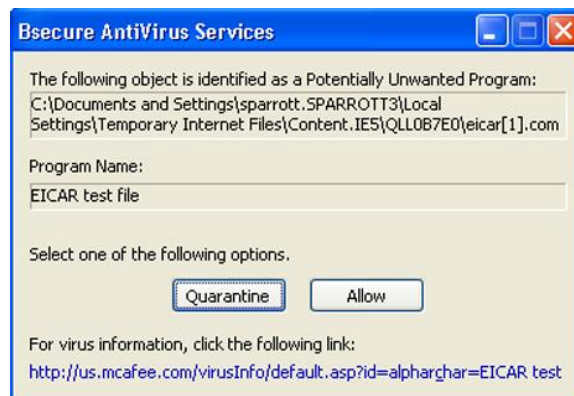 Bsecure AntiVirus Services
The following object is identified as a Potentially Unwanted Program:
C:\Documents and Settings\sparrott.SPARROTT3\Local
Settings\Temporary Internet Files\Content.IE5\QLL0B7E0\eicar[1].com
Program Name:
EICAR test file
Select one of the following options.
Quarantine Allow
For virus information, click the following link:
http://us.mcafee.com/virusInfo/default.asp?id=alpharchar=EICAR test